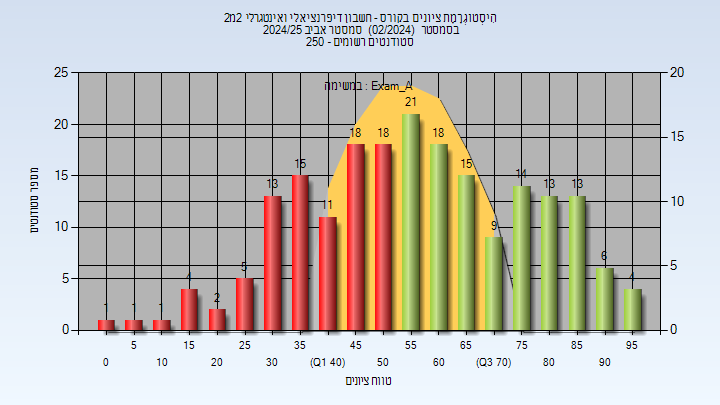 הִיסְטוֹגְרָמַת ציונים בקורס - חשבון דיפרנציאלי ואינטגרלי 2מ2
בסמסטר (02/2024) סמסטר אביב 2024/25
סטודנטים רשומים - 250
במשימה : Exam_A
25 20 15 10 5 0
מספר סטודנטים
20 15 10 5 0
1 1 1 4 2 5 13 15 11 18 18 21 18 15 9 14 13 13 6 4
5 15 25 35 45 55 65 75 85 95
0 10 20 30 (Q1 40) 50 60 (Q3 70) 80 90
טווח ציונים